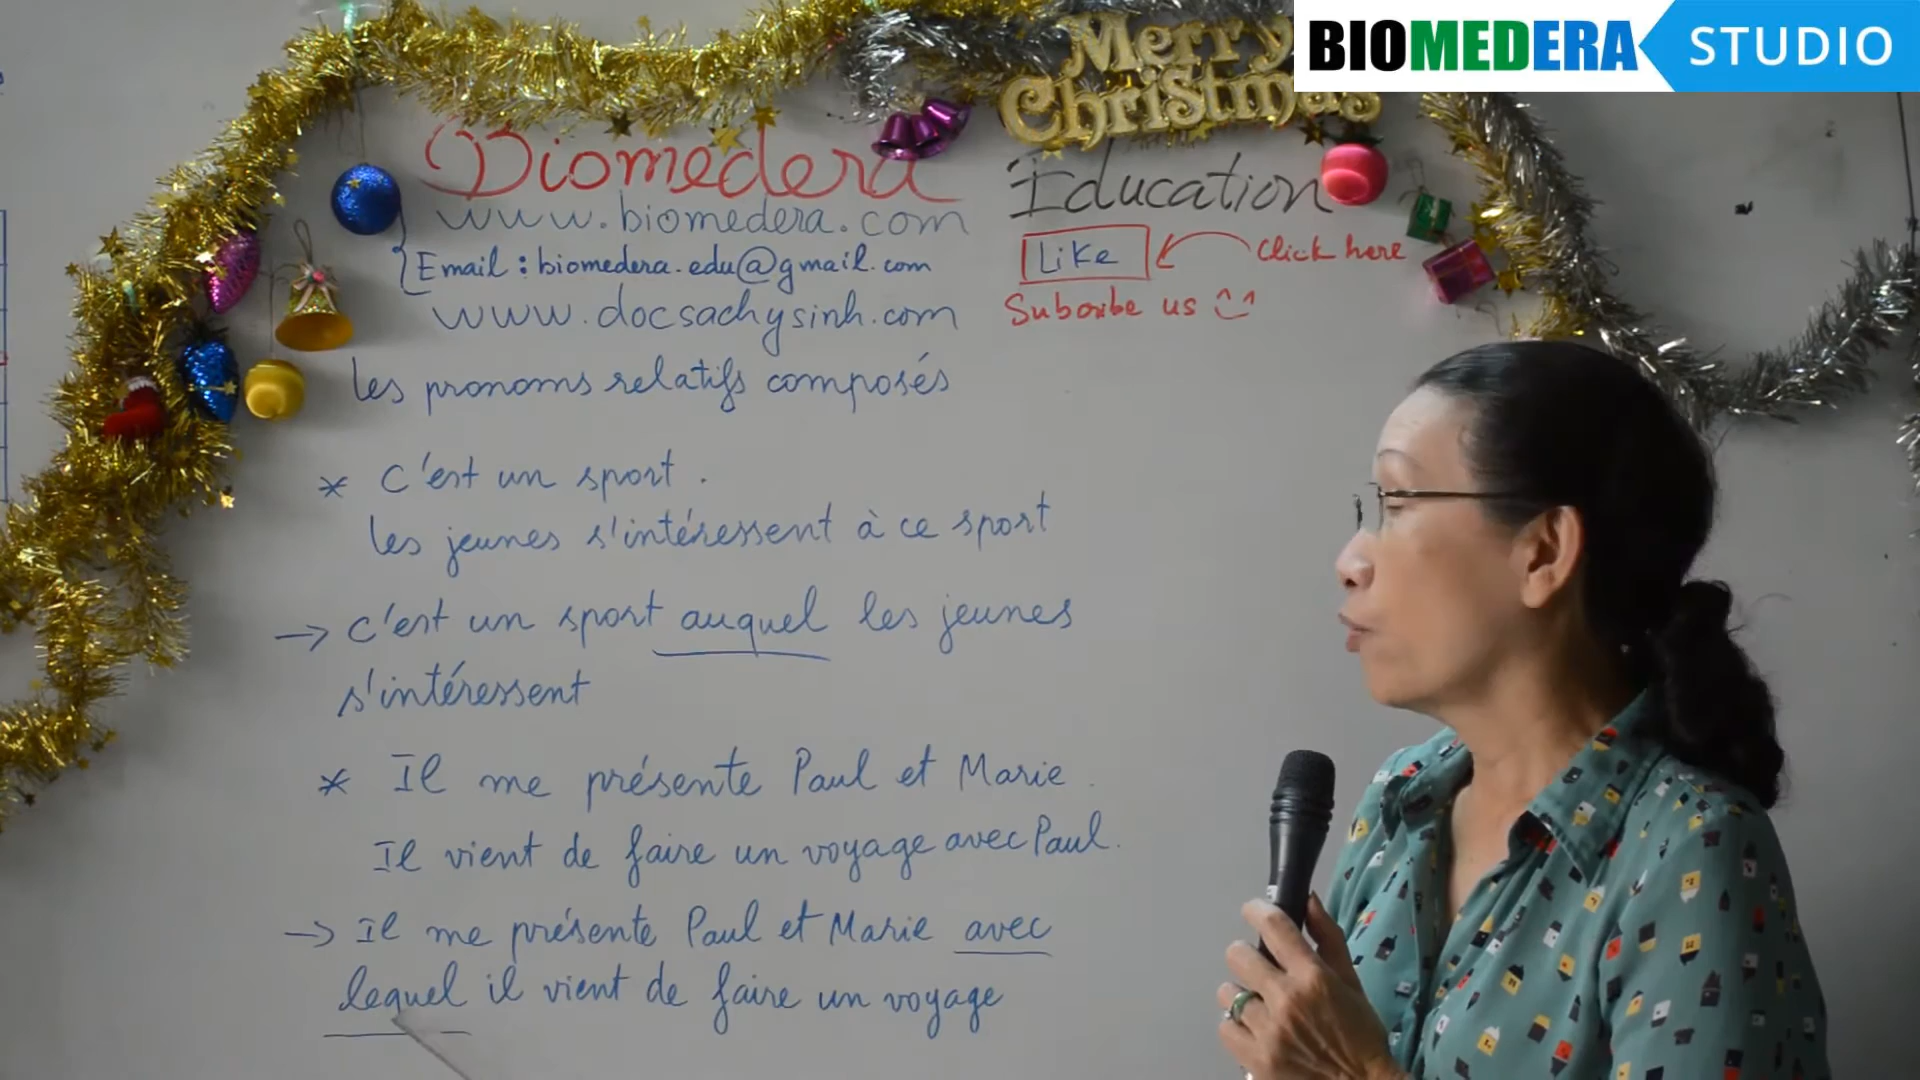 BIOMEDERA STUDIO
Merry
Christmas
Biomedera Education
www.biomedera.com
Like Click here
Email : biomedera.edu@gmail.com
Subcribe us
www.docsachysinh.com
les pronoms relatifs composés
* C'est un sport.
les jeunes s'intéressent à ce sport
→ C'est un sport auquel les jeunes
s'intéressent
* Il me présente Paul et Marie.
Il vient de faire un voyage avec Paul.
→ Il me présente Paul et Marie avec
lequel il vient de faire un voyage